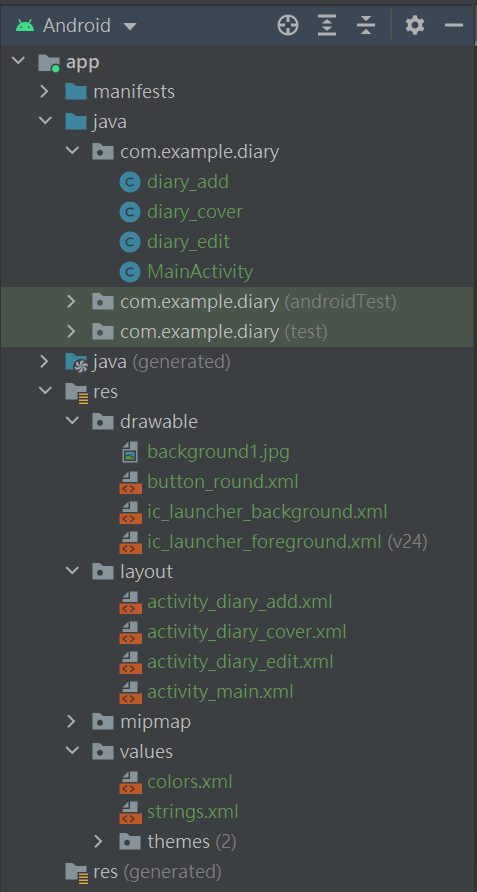 Android
app
manifests
java
com.example.diary
diary_add
diary_cover
diary_edit
MainActivity
com.example.diary (androidTest)
com.example.diary (test)
java (generated)
res
drawable
background1.jpg
button_round.xml
ic_launcher_background.xml
ic_launcher_foreground.xml (v24)
layout
activity_diary_add.xml
activity_diary_cover.xml
activity_diary_edit.xml
activity_main.xml
mipmap
values
colors.xml
strings.xml
themes (2)
res (generated)